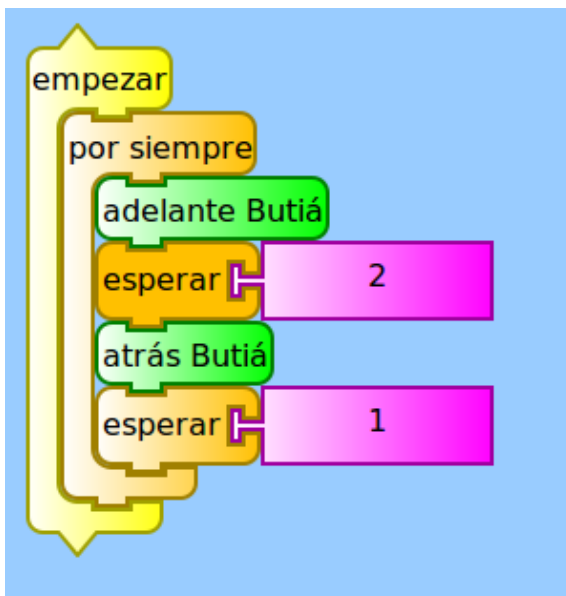 empezar
por siempre
adelante Butiá
esperar 2
atrás Butiá
esperar 1